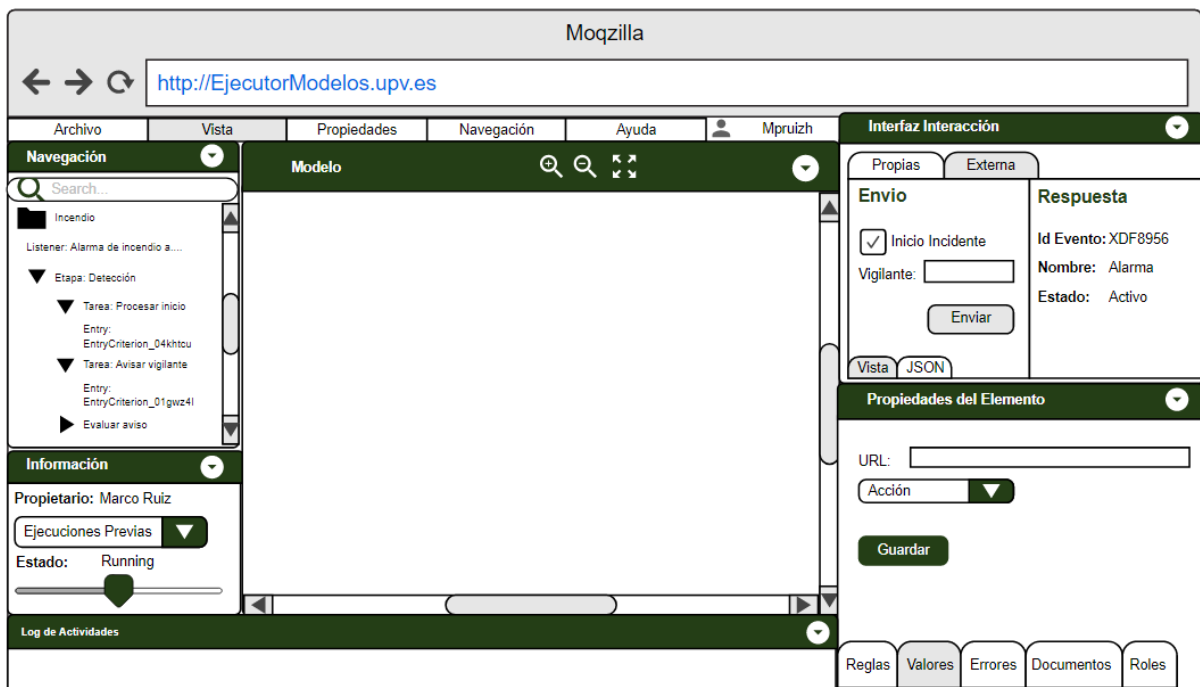 Moqzilla
http://EjecutorModelos.upv.es
Archivo
Vista
Propiedades
Navegación
Ayuda
Mpruizh
Navegación
Search...
Incendio
Listener: Alarma de incendio a....
Etapa: Detección
Tarea: Procesar inicio
Entry:
EntryCriterion_04khtcu
Tarea: Avisar vigilante
Entry:
EntryCriterion_01gwz4l
Evaluar aviso
Información
Propietario: Marco Ruiz
Ejecuciones Previas
Estado: Running
Modelo
Log de Actividades
Interfaz Interacción
Propias
Externa
Envio
Inicio Incidente
Vigilante:
Enviar
Vista
JSON
Respuesta
Id Evento: XDF8956
Nombre: Alarma
Estado: Activo
Propiedades del Elemento
URL:
Acción
Guardar
Reglas
Valores
Errores
Documentos
Roles